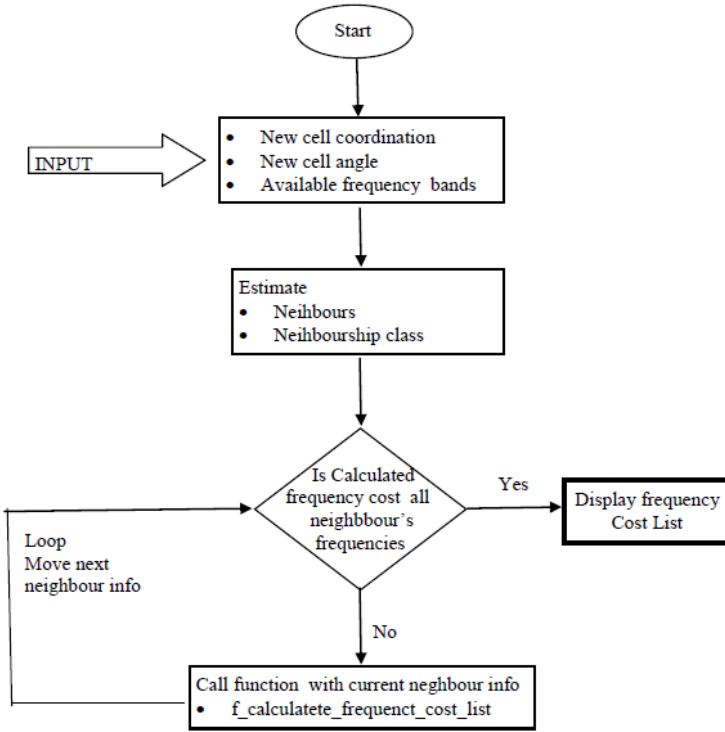 Start
INPUT
• New cell coordination
• New cell angle
• Available frequency bands
Estimate
• Neihbours
• Neihbourship class
Is Calculated
frequency cost all
neighbbour's
frequencies
Yes
Display frequency
Cost List
Loop
Move next
neighbour info
No
Call function with current neghbour info
• f_calculatete_frequenct_cost_list